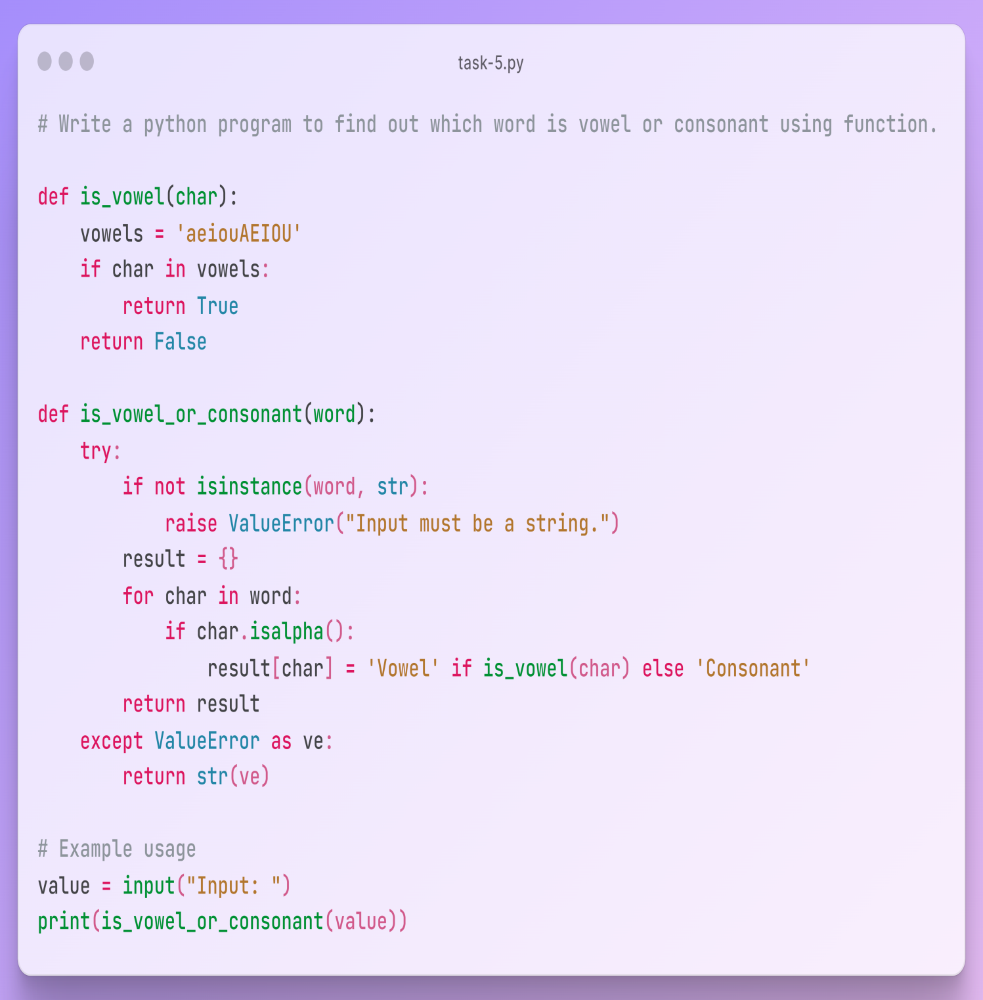 task-5.py
# Write a python program to find out which word is vowel or consonant using function.
def is_vowel(char):
    vowels = 'aeiouAEIOU'
    if char in vowels:
        return True
    return False
def is_vowel_or_consonant(word):
    try:
        if not isinstance(word, str):
            raise ValueError("Input must be a string.")
        result = {}
        for char in word:
            if char.isalpha():
                result[char] = 'Vowel' if is_vowel(char) else 'Consonant'
        return result
    except ValueError as ve:
        return str(ve)
# Example usage
value = input("Input: ")
print(is_vowel_or_consonant(value))